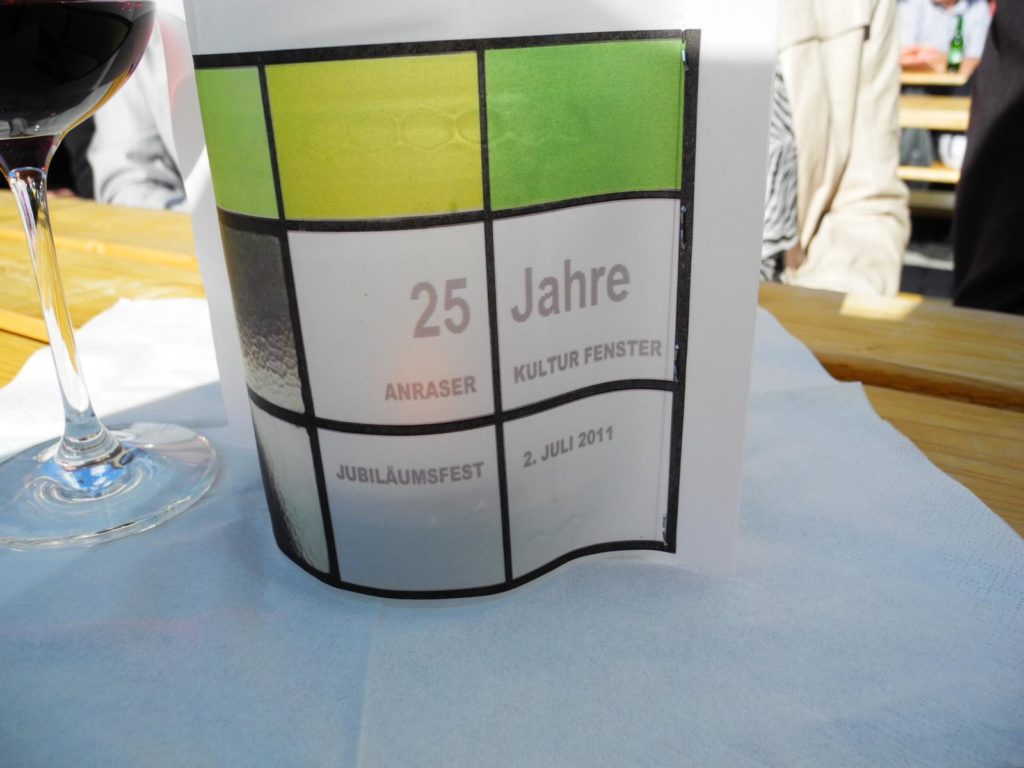 25 Jahre
ANRASER KULTUR FENSTER
JUBILÄUMSFEST 2. JULI 2011